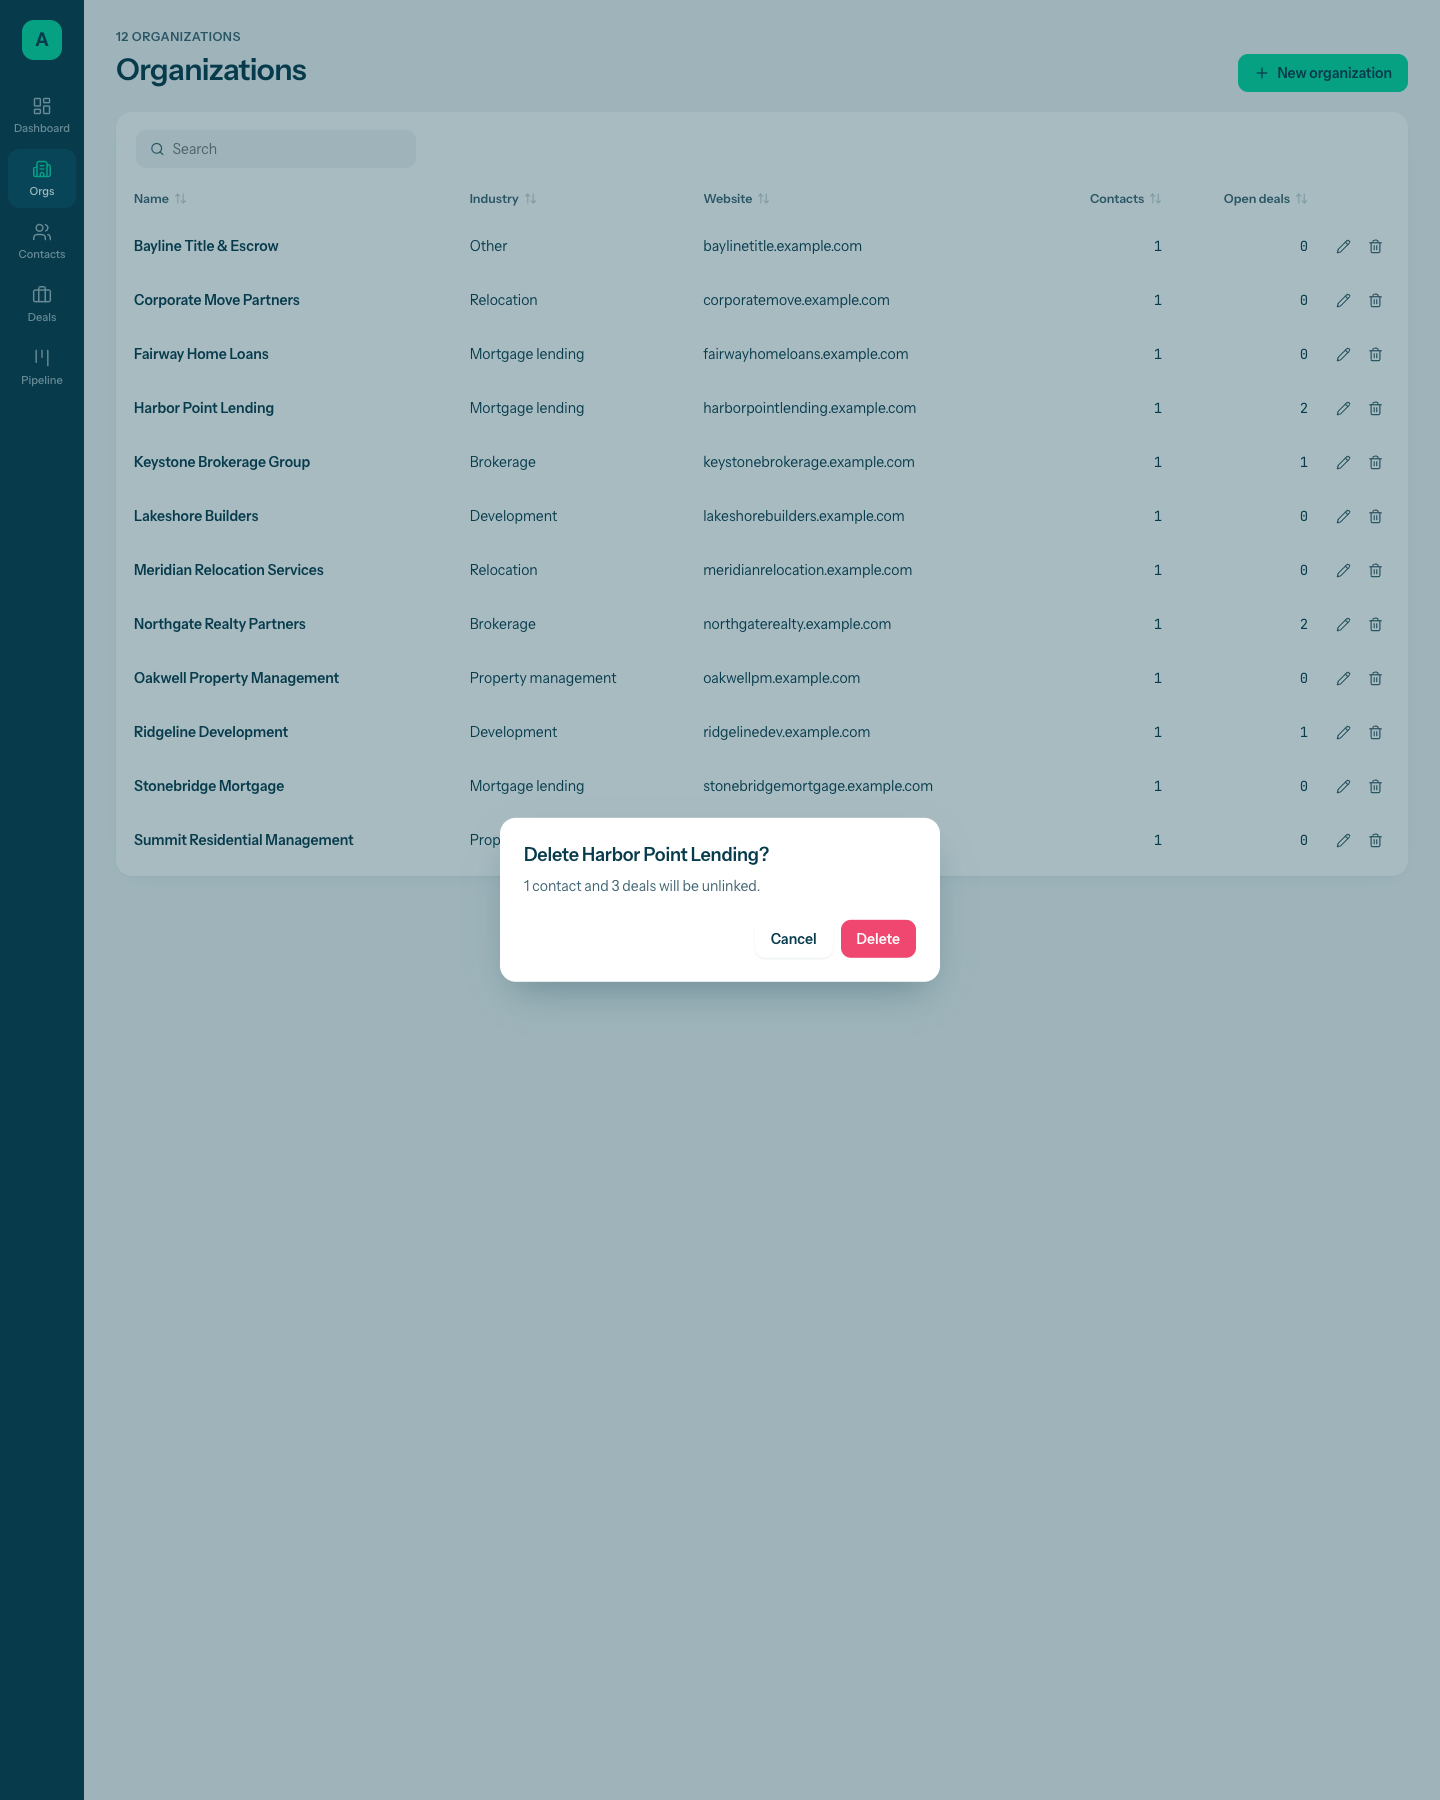 A
Dashboard
Orgs
Contacts
Deals
Pipeline
12 ORGANIZATIONS
Organizations
New organization
Search
Name Industry Website Contacts Open deals
Bayline Title & Escrow Other baylinetitle.example.com 1 0
Corporate Move Partners Relocation corporatemove.example.com 1 0
Fairway Home Loans Mortgage lending fairwayhomeloans.example.com 1 0
Harbor Point Lending Mortgage lending harborpointlending.example.com 1 2
Keystone Brokerage Group Brokerage keystonebrokerage.example.com 1 1
Lakeshore Builders Development lakeshorebuilders.example.com 1 0
Meridian Relocation Services Relocation meridianrelocation.example.com 1 0
Northgate Realty Partners Brokerage northgaterealty.example.com 1 2
Oakwell Property Management Property management oakwellpm.example.com 1 0
Ridgeline Development Development ridgelinedev.example.com 1 1
Stonebridge Mortgage Mortgage lending stonebridgemortgage.example.com 1 0
Summit Residential Management Prop 1 0
Delete Harbor Point Lending?
1 contact and 3 deals will be unlinked.
Cancel Delete